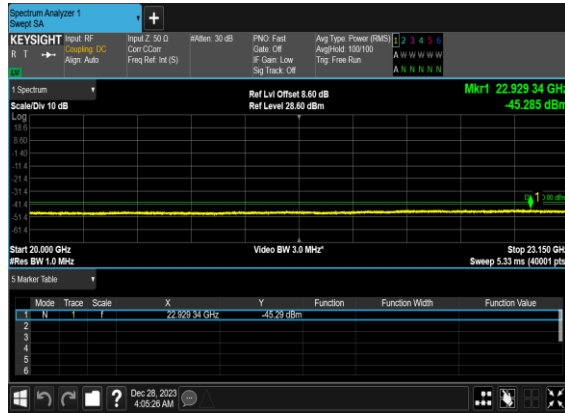 Spectrum Analyzer 1
Swept SA
+
KEYSIGHT Input: RF Input Z: 50 Ω #Atten: 30 dB PNO: Fast Avg Type: Power (RMS) 1 2 3 4 5 6
R T Coupling: DC Corr CCorr Gate: Off Avg|Hold: 100/100 A W W W W W
Align: Auto Freq Ref: Int (S) IF Gain: Low Trig: Free Run A N N N N N
Sig Track: Off
1 Spectrum Ref Lvl Offset 8.60 dB Mkr1 22.929 34 GHz
Scale/Div 10 dB Ref Level 28.60 dBm -45.285 dBm
Log
18.6
8.60
-1.40
-11.4
-21.4
-31.4
1
-41.4
-51.4
-61.4
Start 20.000 GHz Video BW 3.0 MHz* Stop 23.150 GHz
#Res BW 1.0 MHz Sweep 5.33 ms (40001 pts)
5 Marker Table
Mode Trace Scale X Y Function Function Width Function Value
1 N 1 f 22.929 34 GHz -45.29 dBm
2
3
4
5
6
? Dec 28, 2023
4:05:26 AM